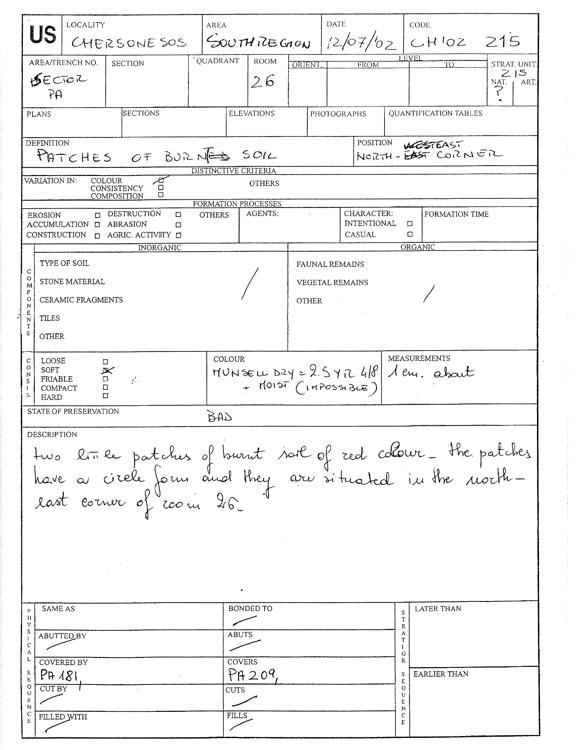 US
LOCALITY
CHERSONESOS
AREA
SOUTH REGION
DATE
12/07/'02
CODE
CH'02 215
AREA/TRENCH NO.
SECTOR
PA
SECTION
QUADRANT
ROOM
26
LEVEL
ORIENT. FROM TO
STRAT. UNIT
215
NAT. ART.
?
PLANS
SECTIONS
ELEVATIONS
PHOTOGRAPHS
QUANTIFICATION TABLES
DEFINITION
PATCHES OF BURNED SOIL
POSITION
EAST
NORTH- CORNER
DISTINCTIVE CRITERIA
VARIATION IN: COLOUR
CONSISTENCY
COMPOSITION
OTHERS
FORMATION PROCESSES
EROSION
ACCUMULATION
CONSTRUCTION
DESTRUCTION
ABRASION
AGRIC. ACTIVITY
OTHERS
AGENTS:
CHARACTER:
INTENTIONAL
CASUAL
FORMATION TIME
COMPONENTS
INORGANIC
TYPE OF SOIL
STONE MATERIAL
CERAMIC FRAGMENTS
TILES
OTHER
ORGANIC
FAUNAL REMAINS
VEGETAL REMAINS
OTHER
CONSIS.
LOOSE
SOFT
FRIABLE
COMPACT
HARD
COLOUR
MUNSELL DRY = 2.5 YR 4/8
- MOIST (IMPOSSIBLE)
MEASUREMENTS
1 cm. about
STATE OF PRESERVATION
BAD
DESCRIPTION
two little patches of burnt soil of red colour - the patches
have a circle form and they are situated in the north-
east corner of room 26-
PHYSICAL SEQUENCE
SAME AS
BONDED TO
ABUTTED BY
ABUTS
COVERED BY
PA 181,
COVERS
PA 209,
CUT BY
CUTS
FILLED WITH
FILLS
STRATIGR. SEQUENCE
LATER THAN
EARLIER THAN